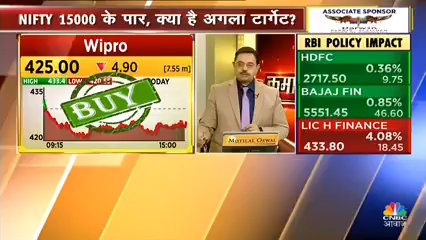 NIFTY 15000 के पार, क्या है अगला टार्गेट?
ASSOCIATE SPONSOR
Wipro
425.00 ▼ 4.90 [7.55 m]
HIGH 433.4 LOW TODAY
435
420
09:15 15:00
BUY
MOTILAL OSWAL
RBI POLICY IMPACT
HDFC 0.36%
2717.50 9.75
BAJAJ FIN 0.85%
5551.45 46.60
LIC H FINANCE 4.08%
433.80 18.45
CNBC
आवाज़